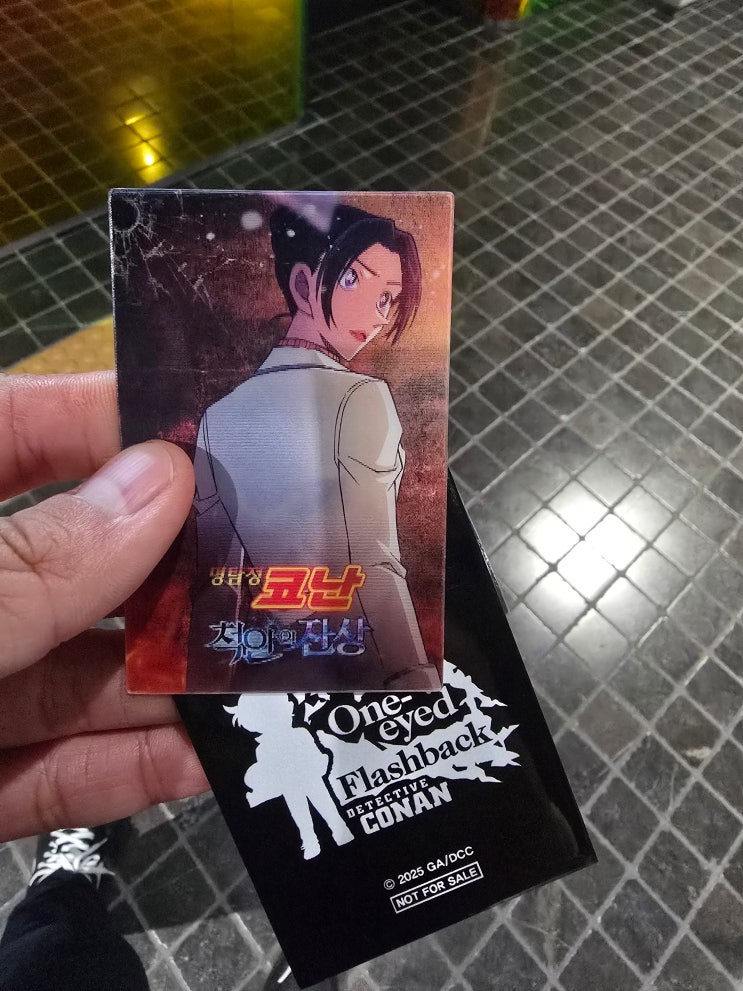 명탐정
코난
척안의 잔상
One-
eyed
Flashback
DETECTIVE
CONAN
© 2025 GA/DCC
NOT FOR SALE